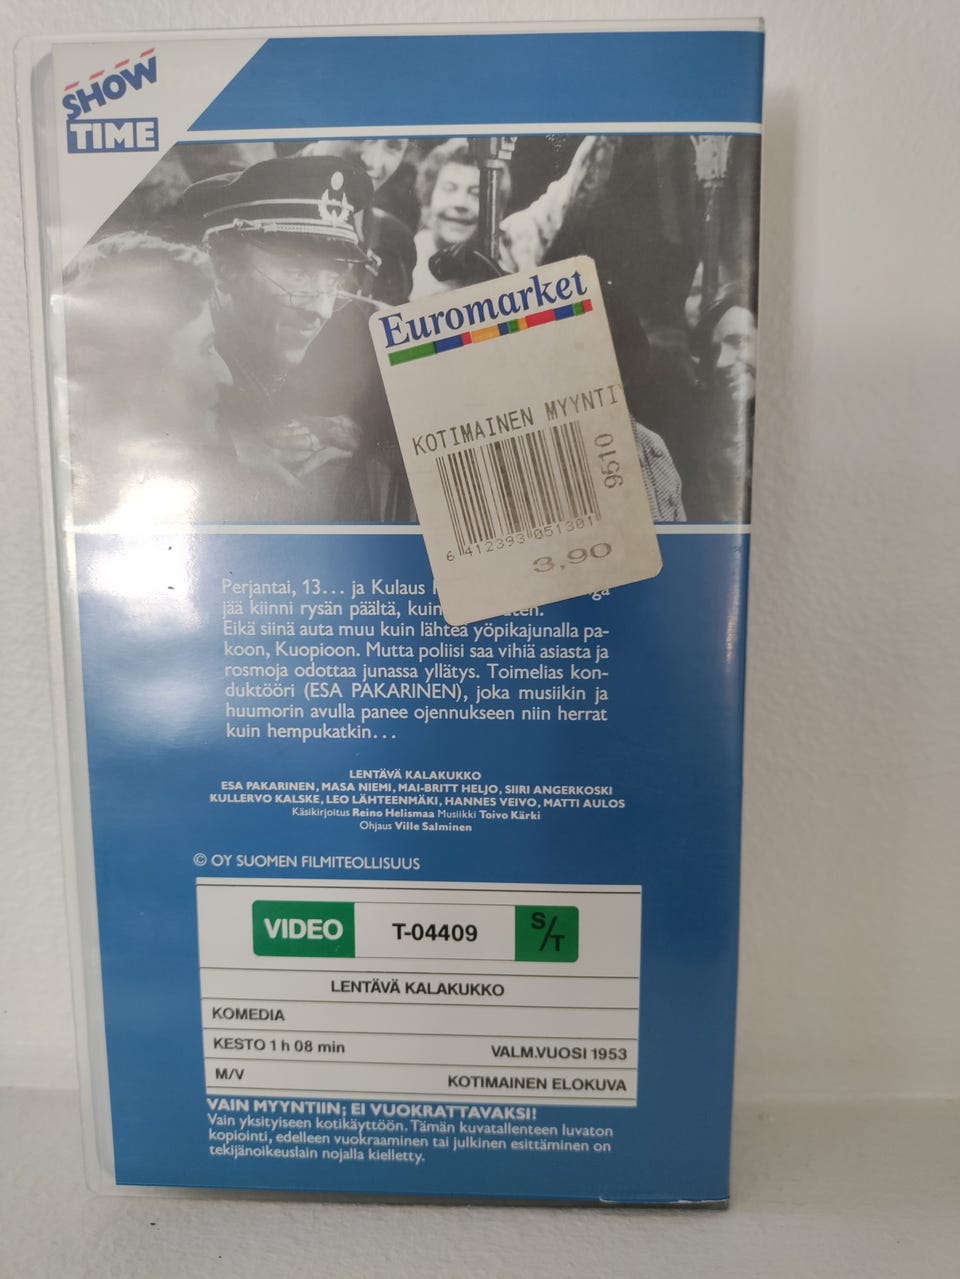 SHOW
TIME
Euromarket
KOTIMAINEN MYYNTI
9510
6 412393 051301
3,90
Perjantai, 13... ja Kulaus
jää kiinni rysän päältä, kuin
Eikä siinä auta muu kuin lähteä yöpikajunalla pa-
koon, Kuopioon. Mutta poliisi saa vihiä asiasta ja
rosmoja odottaa junassa yllätys. Toimelias kon-
duktööri (ESA PAKARINEN), joka musiikin ja
huumorin avulla panee ojennukseen niin herrat
kuin hempukatkin...
LENTÄVÄ KALAKUKKO
ESA PAKARINEN, MASA NIEMI, MAI-BRITT HELJO, SIIRI ANGERKOSKI
KULLERVO KALSKE, LEO LÄHTEENMÄKI, HANNES VEIVO, MATTI AULOS
Käsikirjoitus Reino Helismaa Musiikki Toivo Kärki
Ohjaus Ville Salminen
© OY SUOMEN FILMITEOLLISUUS
VIDEO T-04409 S/T
LENTÄVÄ KALAKUKKO
KOMEDIA
KESTO 1 h 08 min VALM.VUOSI 1953
M/V KOTIMAINEN ELOKUVA
VAIN MYYNTIIN; EI VUOKRATTAVAKSI!
Vain yksityiseen kotikäyttöön. Tämän kuvatallenteen luvaton
kopiointi, edelleen vuokraaminen tai julkinen esittäminen on
tekijänoikeuslain nojalla kielletty.